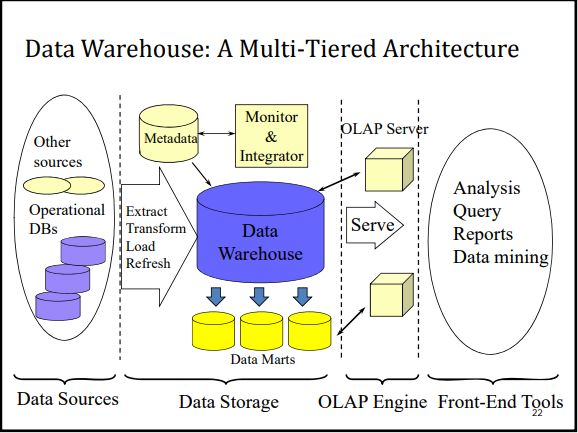 Data Warehouse: A Multi-Tiered Architecture
Other
sources
Operational
DBs
Metadata
Monitor
&
Integrator
Extract
Transform
Load
Refresh
Data
Warehouse
Data Marts
OLAP Server
Serve
Analysis
Query
Reports
Data mining
Data Sources
Data Storage
OLAP Engine
Front-End Tools
22